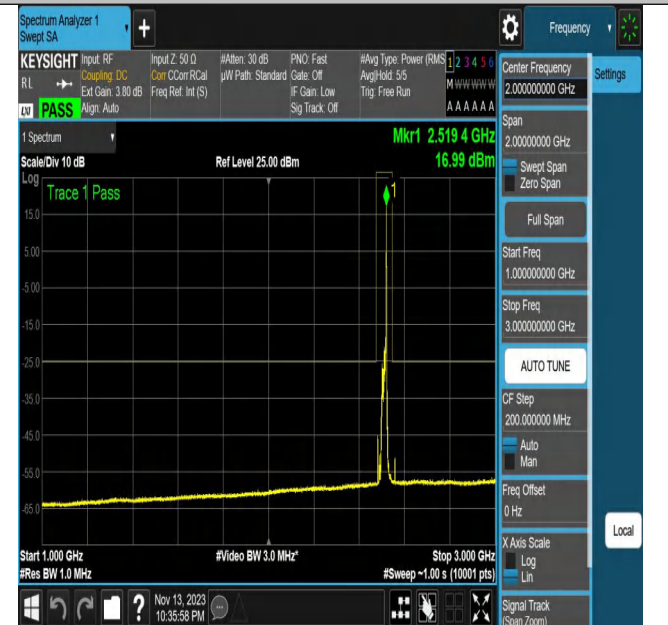 Spectrum Analyzer 1
Swept SA
+
Frequency
KEYSIGHT
RL
LXI
PASS
Input: RF
Coupling: DC
Ext Gain: 3.80 dB
Align: Auto
Input Z: 50 Ω
Corr CCorr RCal
Freq Ref: Int (S)
#Atten: 30 dB
µW Path: Standard
PNO: Fast
Gate: Off
IF Gain: Low
Sig Track: Off
#Avg Type: Power (RMS
Avg|Hold: 5/5
Trig: Free Run
1 2 3 4 5 6
M W W W W W
A A A A A A
1 Spectrum
Scale/Div 10 dB
Log
Ref Level 25.00 dBm
Mkr1 2.519 4 GHz
16.99 dBm
Trace 1 Pass
1
15.0
5.00
-5.00
-15.0
-25.0
-35.0
-45.0
-55.0
-65.0
Start 1.000 GHz
#Res BW 1.0 MHz
#Video BW 3.0 MHz*
Stop 3.000 GHz
#Sweep ~1.00 s (10001 pts)
Center Frequency
2.000000000 GHz
Settings
Span
2.00000000 GHz
Swept Span
Zero Span
Full Span
Start Freq
1.000000000 GHz
Stop Freq
3.000000000 GHz
AUTO TUNE
CF Step
200.000000 MHz
Auto
Man
Freq Offset
0 Hz
X Axis Scale
Log
Lin
Local
Signal Track
(Span Zoom)
?
Nov 13, 2023
10:35:58 PM